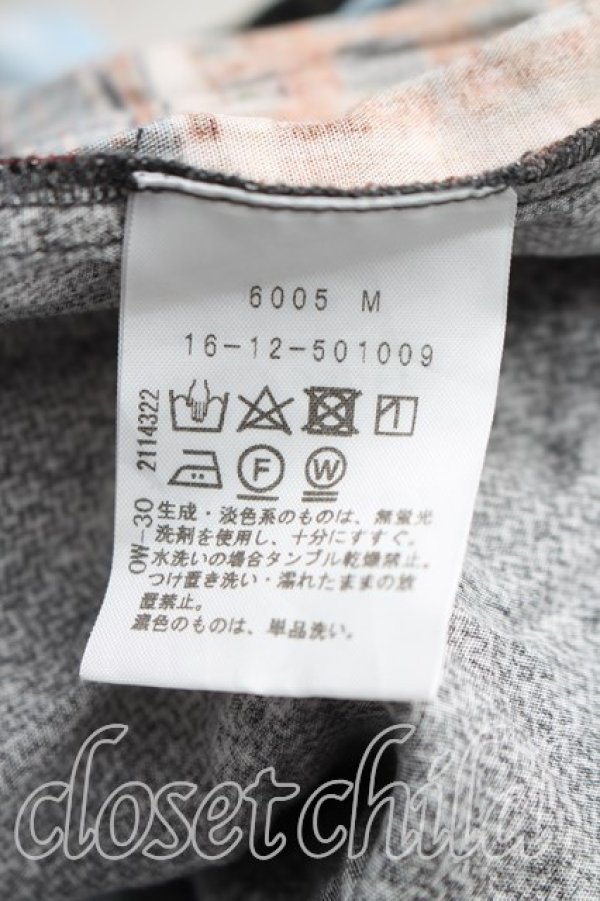 6005 M
16-12-501009
2114322
F W
OW-30
生成・淡色系のものは、無蛍光
洗剤を使用し、十分にすすぐ。
水洗いの場合タンブル乾燥禁止。
つけ置き洗い・濡れたままの放
置禁止。
濃色のものは、単品洗い。
closet child